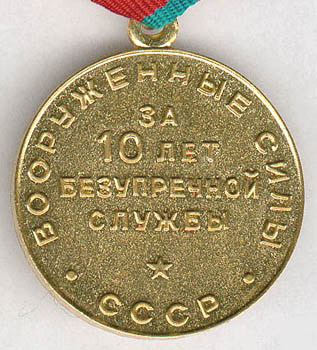 ВООРУЖЕННЫЕ СИЛЫ
ЗА
10 ЛЕТ
БЕЗУПРЕЧНОЙ
СЛУЖБЫ
СССР